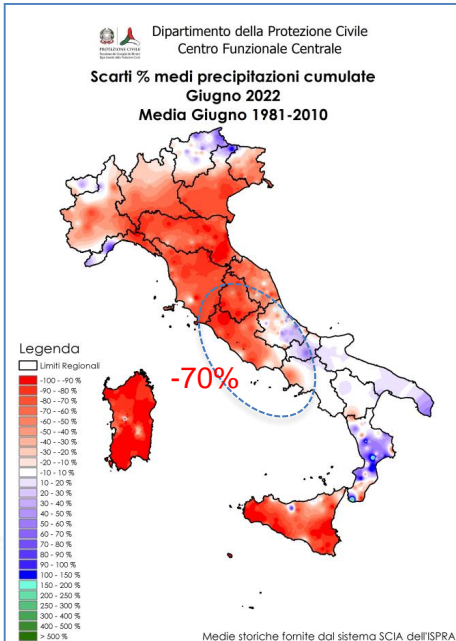 Dipartimento della Protezione Civile
Centro Funzionale Centrale
PROTEZIONE CIVILE
Scarti % medi precipitazioni cumulate
Giugno 2022
Media Giugno 1981-2010
-70%
Legenda
Limiti Regionali
-100 - -90 %
-90 - -80 %
-80 - -70 %
-70 - -60 %
-60 - -50 %
-50 - -40 %
-40 - -30 %
-30 - -20 %
-20 - -10 %
-10 - 10 %
10 - 20 %
20 - 30 %
30 - 40 %
40 - 50 %
50 - 60 %
60 - 70 %
70 - 80 %
80 - 90 %
90 - 100 %
100 - 150 %
150 - 200 %
200 - 250 %
250 - 300 %
300 - 400 %
400 - 500 %
> 500 %
Medie storiche fornite dal sistema SCIA dell'ISPRA